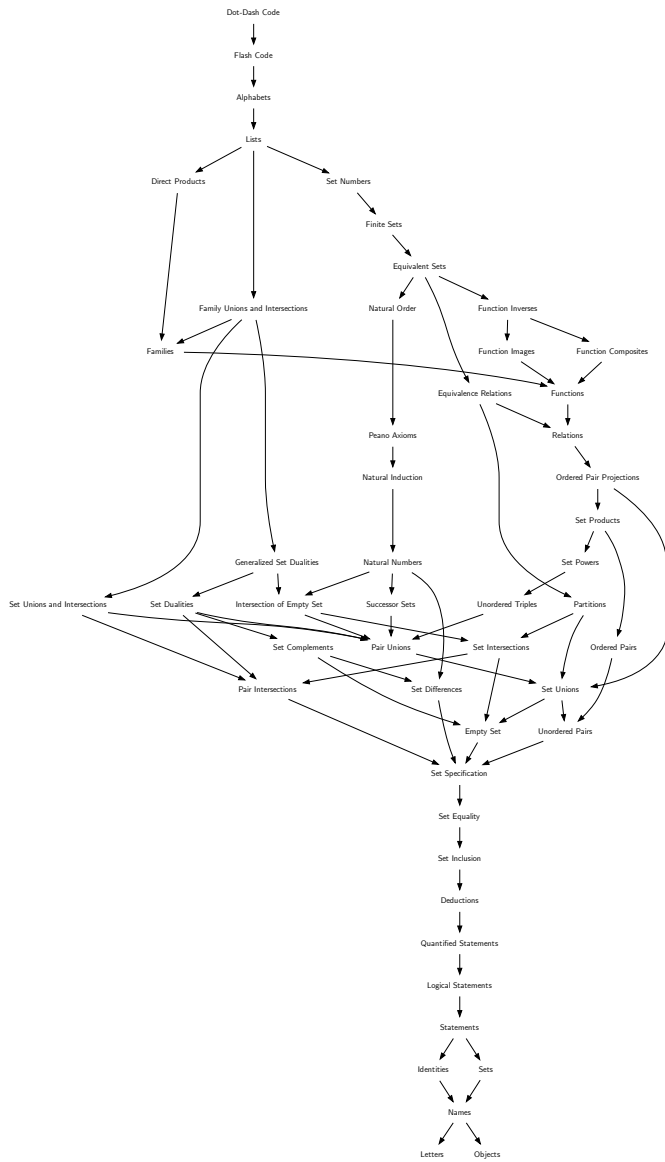 Dot-Dash Code
Flash Code
Alphabets
Lists
Direct Products
Set Numbers
Finite Sets
Equivalent Sets
Family Unions and Intersections
Natural Order
Function Inverses
Families
Function Images
Function Composites
Equivalence Relations
Functions
Peano Axioms
Relations
Natural Induction
Ordered Pair Projections
Set Products
Generalized Set Dualities
Natural Numbers
Set Powers
Set Unions and Intersections
Set Dualities
Intersection of Empty Set
Successor Sets
Unordered Triples
Partitions
Set Complements
Pair Unions
Set Intersections
Ordered Pairs
Pair Intersections
Set Differences
Set Unions
Empty Set
Unordered Pairs
Set Specification
Set Equality
Set Inclusion
Deductions
Quantified Statements
Logical Statements
Statements
Identities
Sets
Names
Letters
Objects